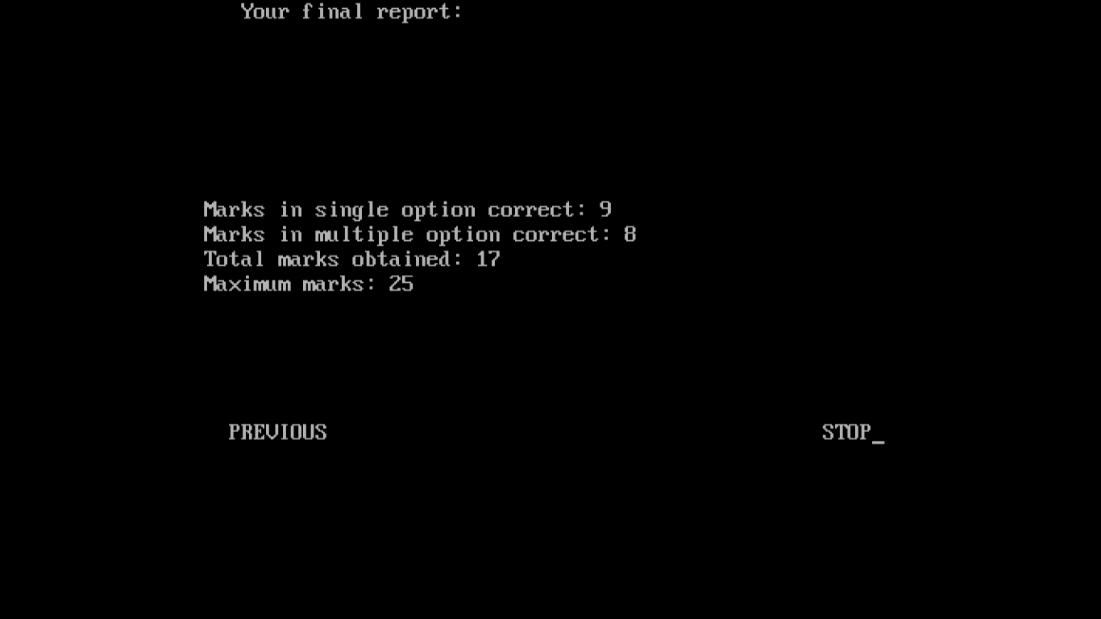 Your final report:
Marks in single option correct: 9
Marks in multiple option correct: 8
Total marks obtained: 17
Maximum marks: 25
PREVIOUS STOP_